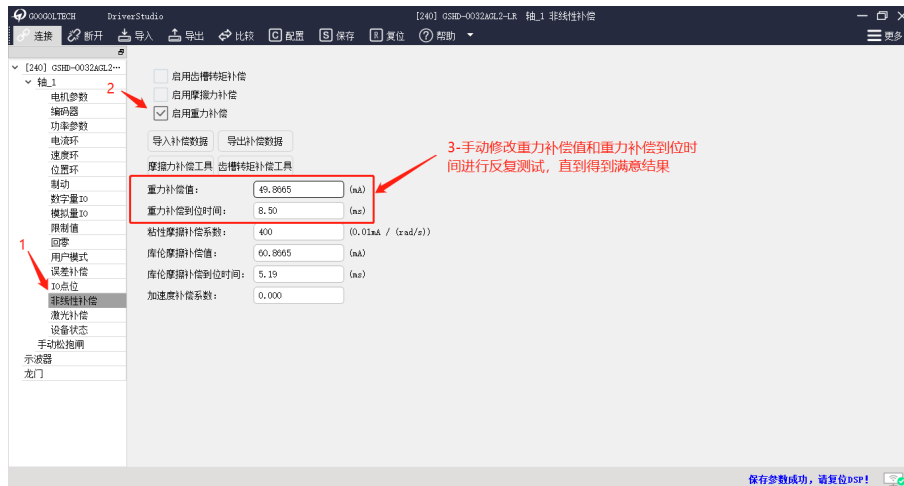 GOOGOLTECH DriverStudio [240] GSHD-0032AGL2-LR 轴_1 非线性补偿
连接 断开 导入 导出 比较 C 配置 S 保存 R 复位 ? 帮助 更多
[240] GSHD-0032AGL2…
轴_1
电机参数
编码器
功率参数
电流环
速度环
位置环
制动
数字量IO
模拟量IO
限制值
回零
用户模式
误差补偿
IO点位
非线性补偿
激光补偿
设备状态
手动松抱闸
示波器
龙门
1
2
启用齿槽转矩补偿
启用摩擦力补偿
启用重力补偿
导入补偿数据 导出补偿数据
摩擦力补偿工具 齿槽转矩补偿工具
重力补偿值: 49.8665 (mA)
重力补偿到位时间: 8.50 (ms)
粘性摩擦补偿系数: 400 (0.01mA / (rad/s))
库伦摩擦补偿值: 60.8665 (mA)
库伦摩擦补偿到位时间: 5.19 (ms)
加速度补偿系数: 0.000
3-手动修改重力补偿值和重力补偿到位时
间进行反复测试，直到得到满意结果
保存参数成功，请复位DSP!